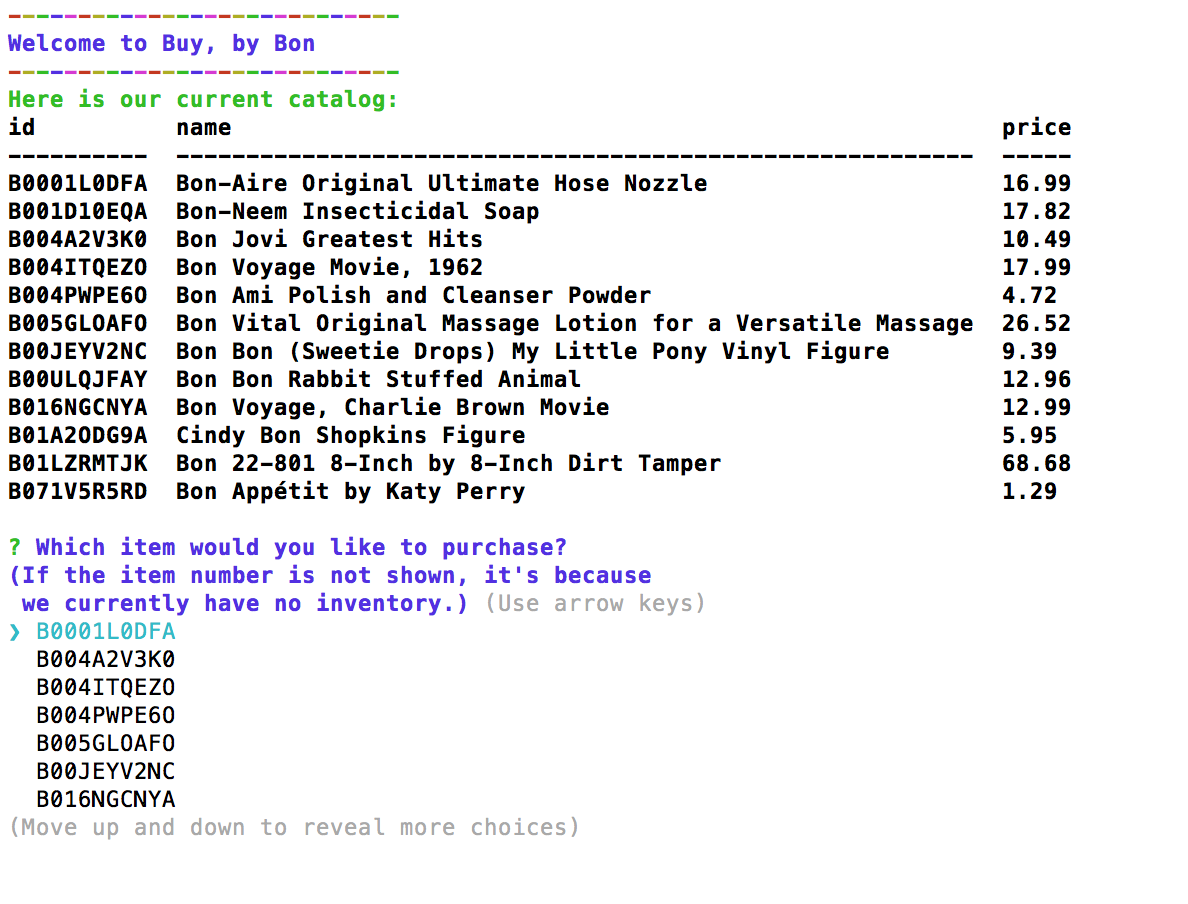 Welcome to Buy, by Bon
Here is our current catalog:
id name price
B0001L0DFA Bon-Aire Original Ultimate Hose Nozzle 16.99
B001D10EQA Bon-Neem Insecticidal Soap 17.82
B004A2V3K0 Bon Jovi Greatest Hits 10.49
B004ITQEZO Bon Voyage Movie, 1962 17.99
B004PWPE6O Bon Ami Polish and Cleanser Powder 4.72
B005GLOAFO Bon Vital Original Massage Lotion for a Versatile Massage 26.52
B00JEYV2NC Bon Bon (Sweetie Drops) My Little Pony Vinyl Figure 9.39
B00ULQJFAY Bon Bon Rabbit Stuffed Animal 12.96
B016NGCNYA Bon Voyage, Charlie Brown Movie 12.99
B01A2ODG9A Cindy Bon Shopkins Figure 5.95
B01LZRMTJK Bon 22-801 8-Inch by 8-Inch Dirt Tamper 68.68
B071V5R5RD Bon Appétit by Katy Perry 1.29
? Which item would you like to purchase?
(If the item number is not shown, it's because
we currently have no inventory.) (Use arrow keys)
❯ B0001L0DFA
B004A2V3K0
B004ITQEZO
B004PWPE6O
B005GLOAFO
B00JEYV2NC
B016NGCNYA
(Move up and down to reveal more choices)